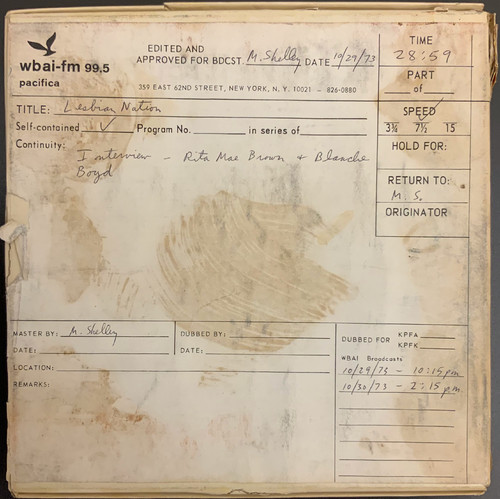 wbai-fm 99.5
pacifica
EDITED AND
APPROVED FOR BDCST. M. Shelley DATE 10/29/73
359 EAST 62ND STREET, NEW YORK, N.Y. 10021 - 826-0880
TIME
28:59
PART
of
SPEED
3¾ 7½ 15
HOLD FOR:
RETURN TO:
M. S.
ORIGINATOR
TITLE: Lesbian Nation
Self-contained ✓ Program No. in series of
Continuity: Interview - Rita Mae Brown + Blanche
Boyd
MASTER BY: M. Shelley
DATE:
DUBBED BY:
DATE:
LOCATION:
REMARKS:
DUBBED FOR KPFA
KPFK
WBAI Broadcasts
10/29/73 - 10:15 pm
10/30/73 - 2:15 p.m.